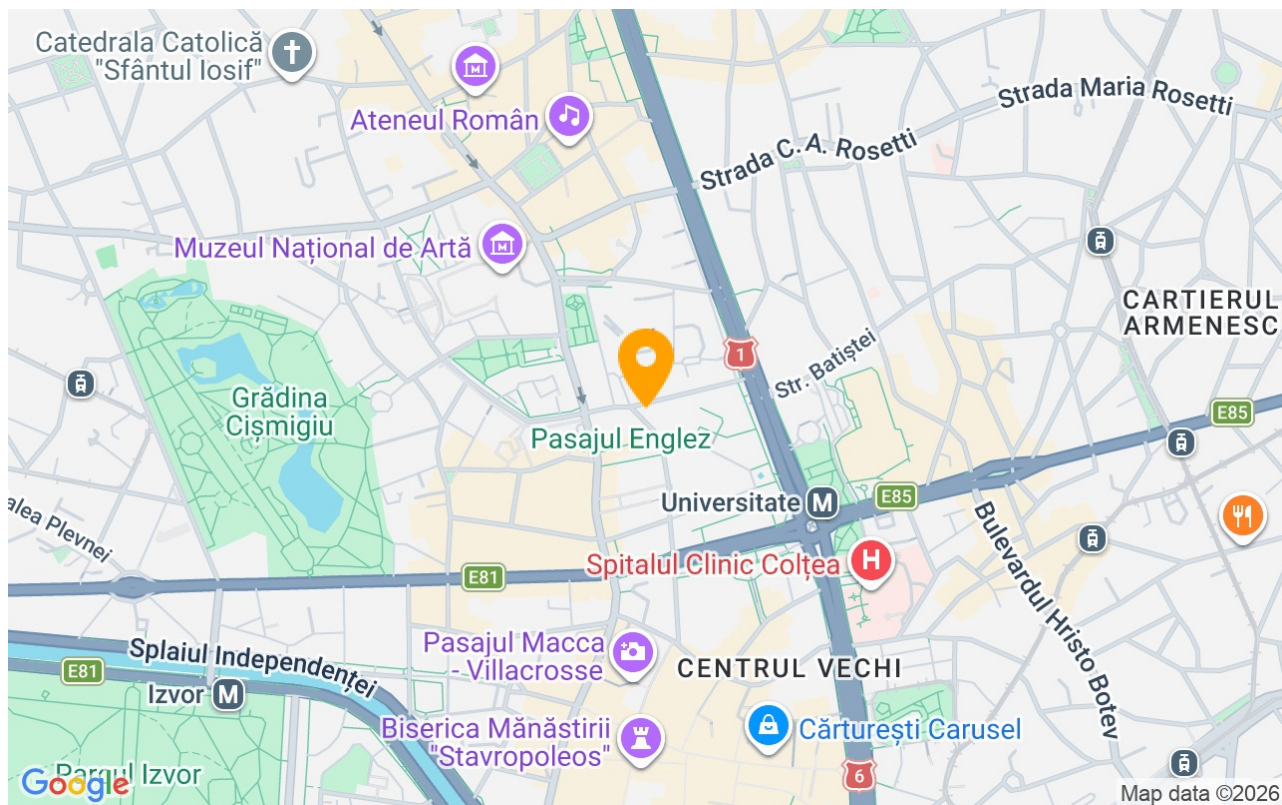 Catedrala Catolică
"Sfântul Iosif"
Ateneul Român
Strada Maria Rosetti
Strada C. A. Rosetti
Muzeul Național de Artă
CARTIERUL
ARMENESC
1
Str. Batiștei
Grădina
Cișmigiu
Pasajul Englez
E85
Universitate M
E85
alea Plevnei
Bulevardul Hristo Botev
Spitalul Clinic Colțea H
E81
Splaiul Independenței
Pasajul Macca
- Villacrosse
CENTRUL VECHI
E81
Izvor M
Biserica Mănăstirii
"Stavropoleos"
Cărturești Carusel
Parcul Izvor
6
Google
Map data ©2026